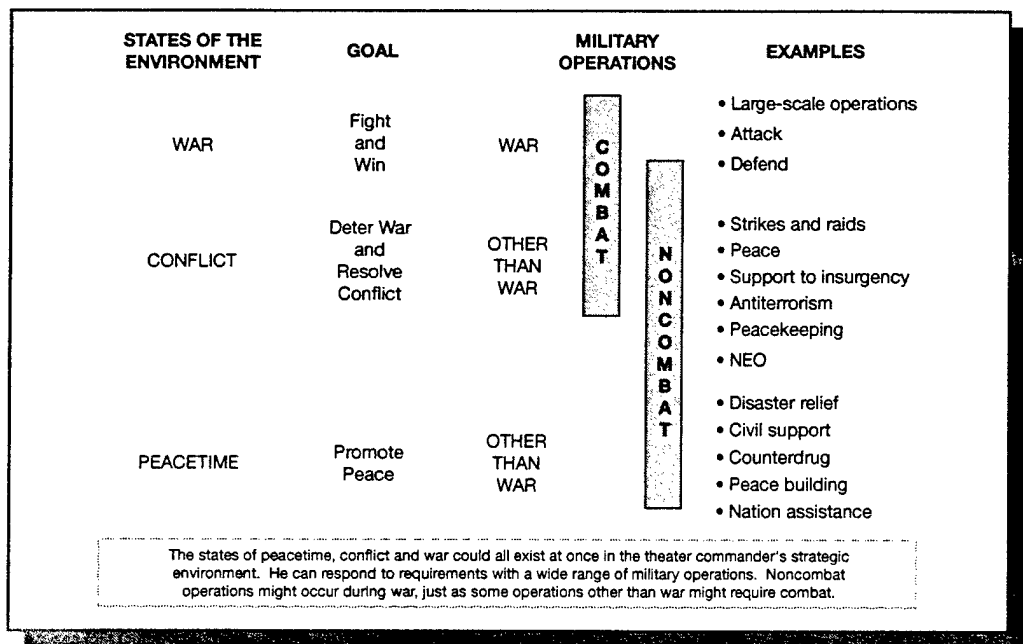 STATES OF THE
ENVIRONMENT
GOAL
MILITARY
OPERATIONS
EXAMPLES
WAR
Fight
and
Win
WAR
COMBAT
• Large-scale operations
• Attack
• Defend
CONFLICT
Deter War
and
Resolve
Conflict
OTHER
THAN
WAR
NONCOMBAT
• Strikes and raids
• Peace
• Support to insurgency
• Antiterrorism
• Peacekeeping
• NEO
PEACETIME
Promote
Peace
OTHER
THAN
WAR
• Disaster relief
• Civil support
• Counterdrug
• Peace building
• Nation assistance
The states of peacetime, conflict and war could all exist at once in the theater commander's strategic
environment. He can respond to requirements with a wide range of military operations. Noncombat
operations might occur during war, just as some operations other than war might require combat.